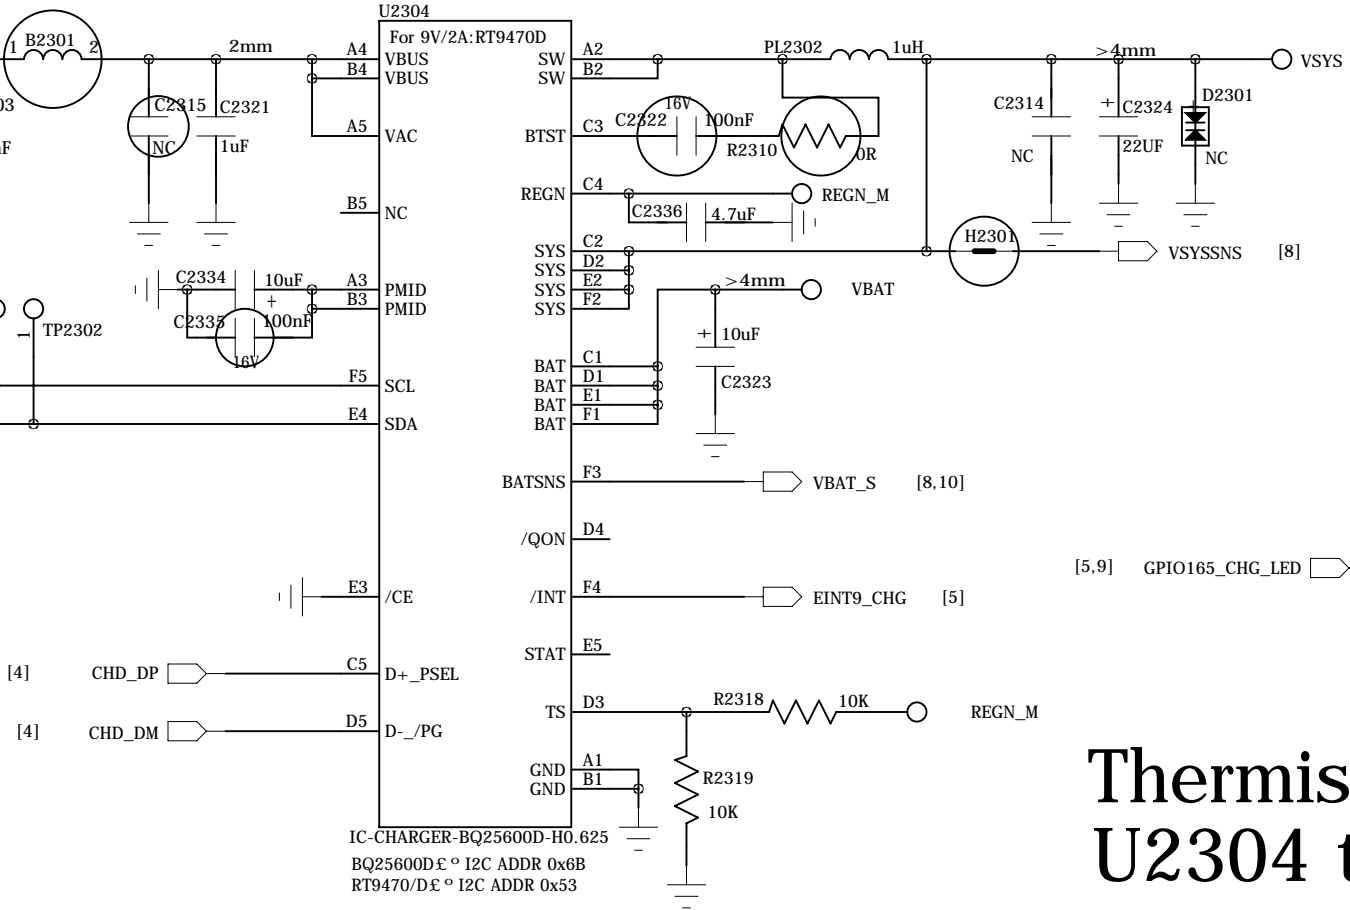 U2304
For 9V/2A:RT9470D
1 B2301 2
2mm
A4 VBUS
B4 VBUS
A5 VAC
B5 NC
A3 PMID
B3 PMID
F5 SCL
E4 SDA
E3 /CE
C5 D+_PSEL
D5 D-_/PG
03
C2315
NC
C2321
1uF
C2334
10uF
+
C2335
100nF
16V
1
TP2302
[4] CHD_DP
[4] CHD_DM
SW A2
SW B2
BTST C3
REGN C4
SYS C2
SYS D2
SYS E2
SYS F2
BAT C1
BAT D1
BAT E1
BAT F1
BATSNS F3
/QON D4
/INT F4
STAT E5
TS D3
GND A1
GND B1
PL2302 1uH
>4mm
VSYS
C2322
16V
100nF
R2310
0R
REGN_M
C2336
4.7uF
C2314
NC
+
C2324
22UF
D2301
NC
H2301
VSYSSNS [8]
>4mm
VBAT
+
10uF
C2323
VBAT_S [8,10]
[5,9] GPIO165_CHG_LED
EINT9_CHG [5]
R2318 10K
REGN_M
R2319
10K
IC-CHARGER-BQ25600D-H0.625
BQ25600D£º I2C ADDR 0x6B
RT9470/D£º I2C ADDR 0x53
Thermis
U2304 t